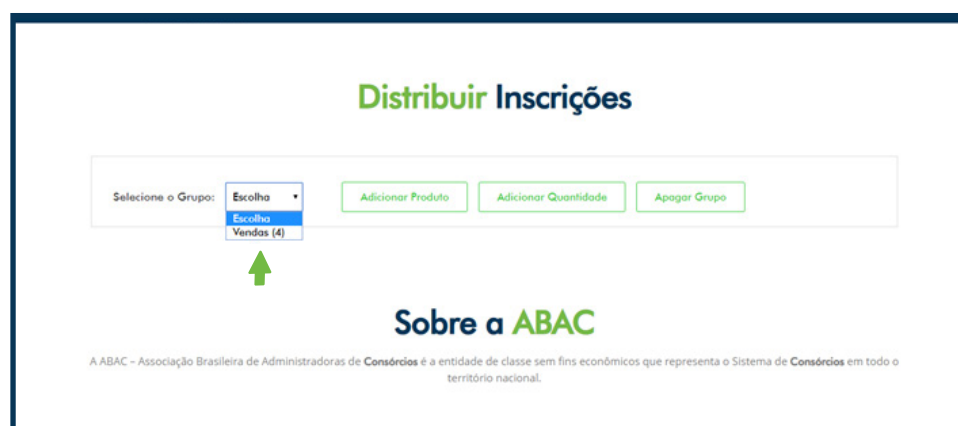 Distribuir Inscrições
Selecione o Grupo: Escolha Adicionar Produto Adicionar Quantidade Apagar Grupo
Escolha
Vendas (4)
Sobre a ABAC
A ABAC – Associação Brasileira de Administradoras de Consórcios é a entidade de classe sem fins econômicos que representa o Sistema de Consórcios em todo o
território nacional.